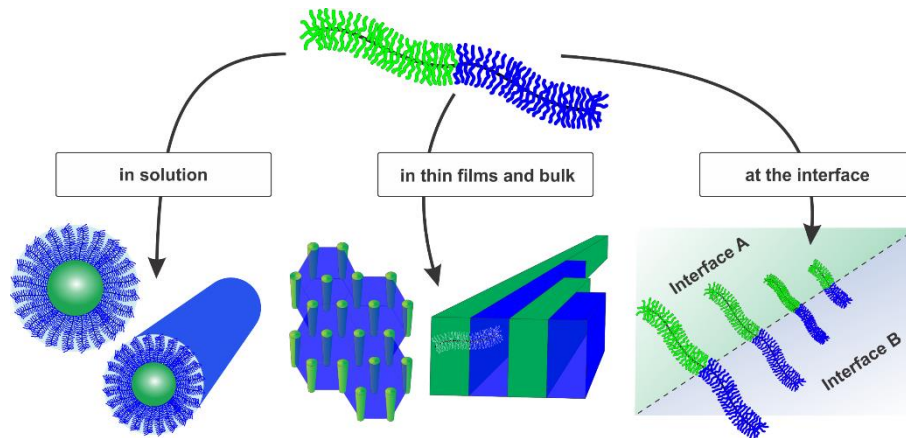 in solution
in thin films and bulk
at the interface
Interface A
Interface B